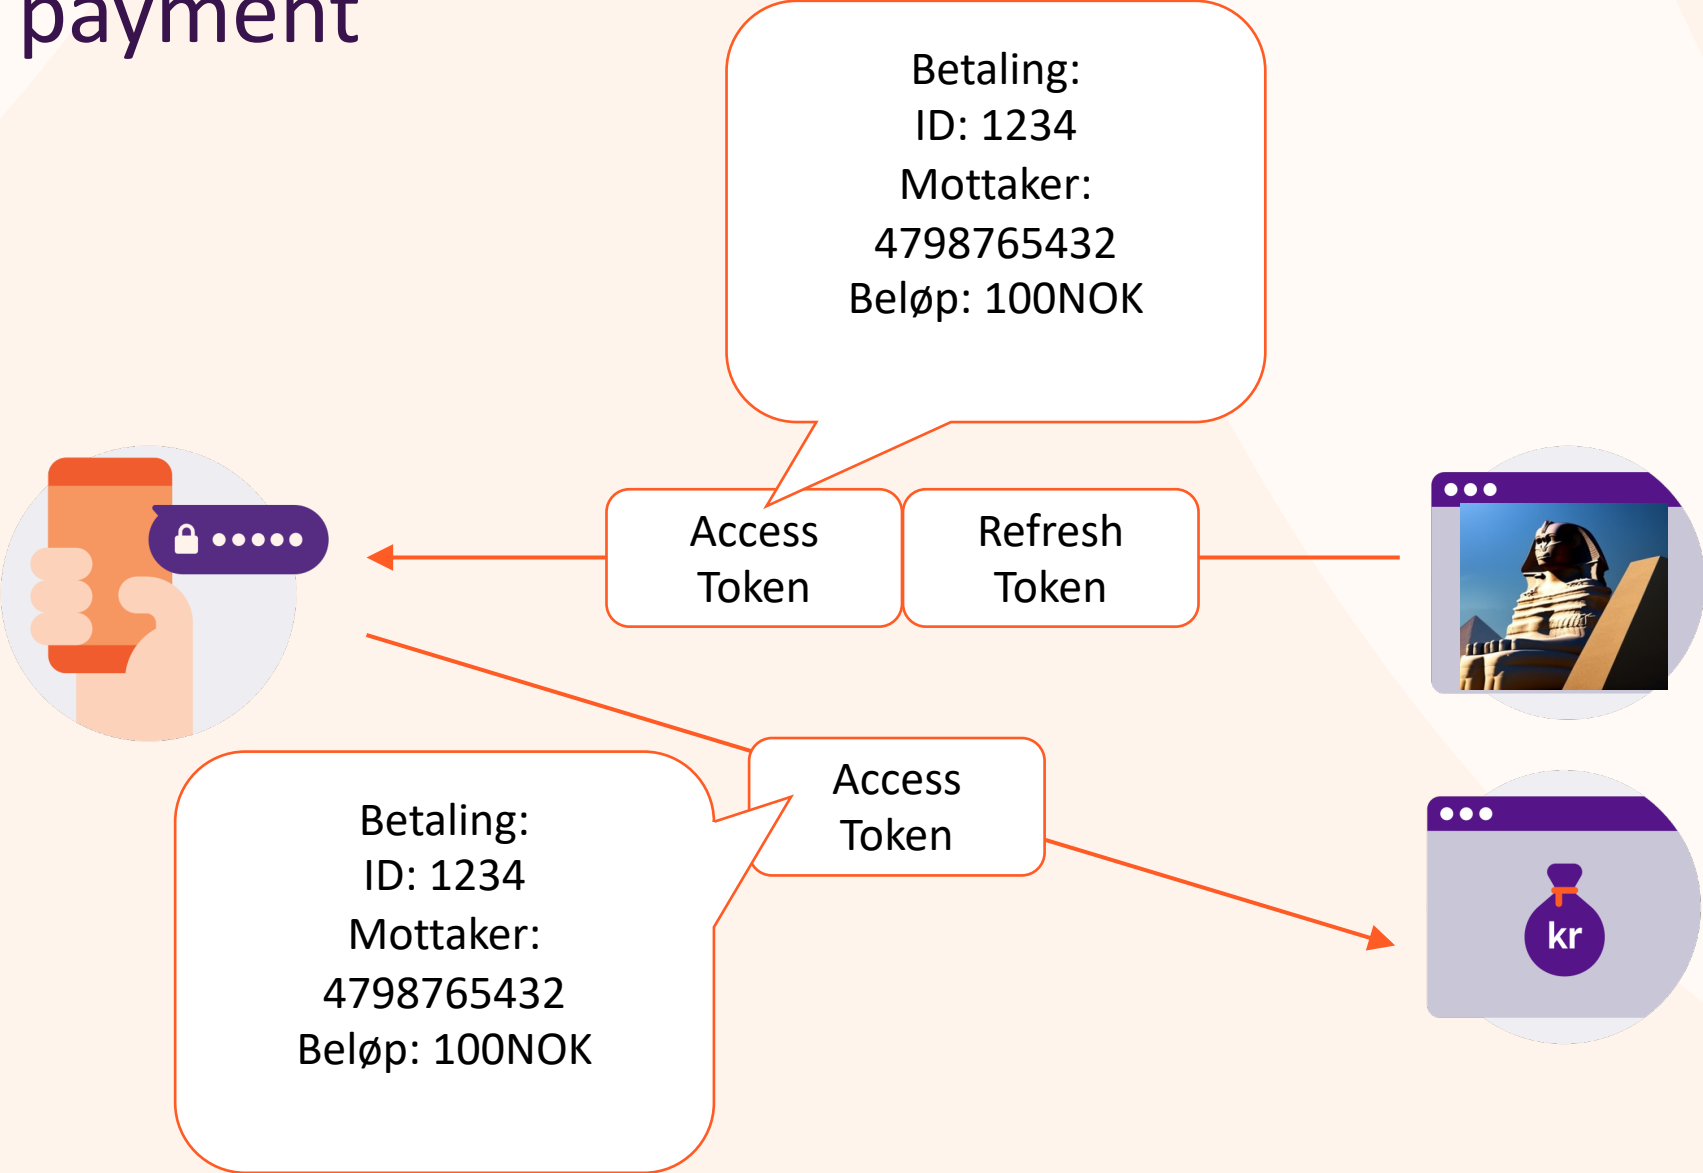 payment
Betaling:
ID: 1234
Mottaker:
4798765432
Beløp: 100NOK
Access
Token
Refresh
Token
Access
Token
Betaling:
ID: 1234
Mottaker:
4798765432
Beløp: 100NOK
kr